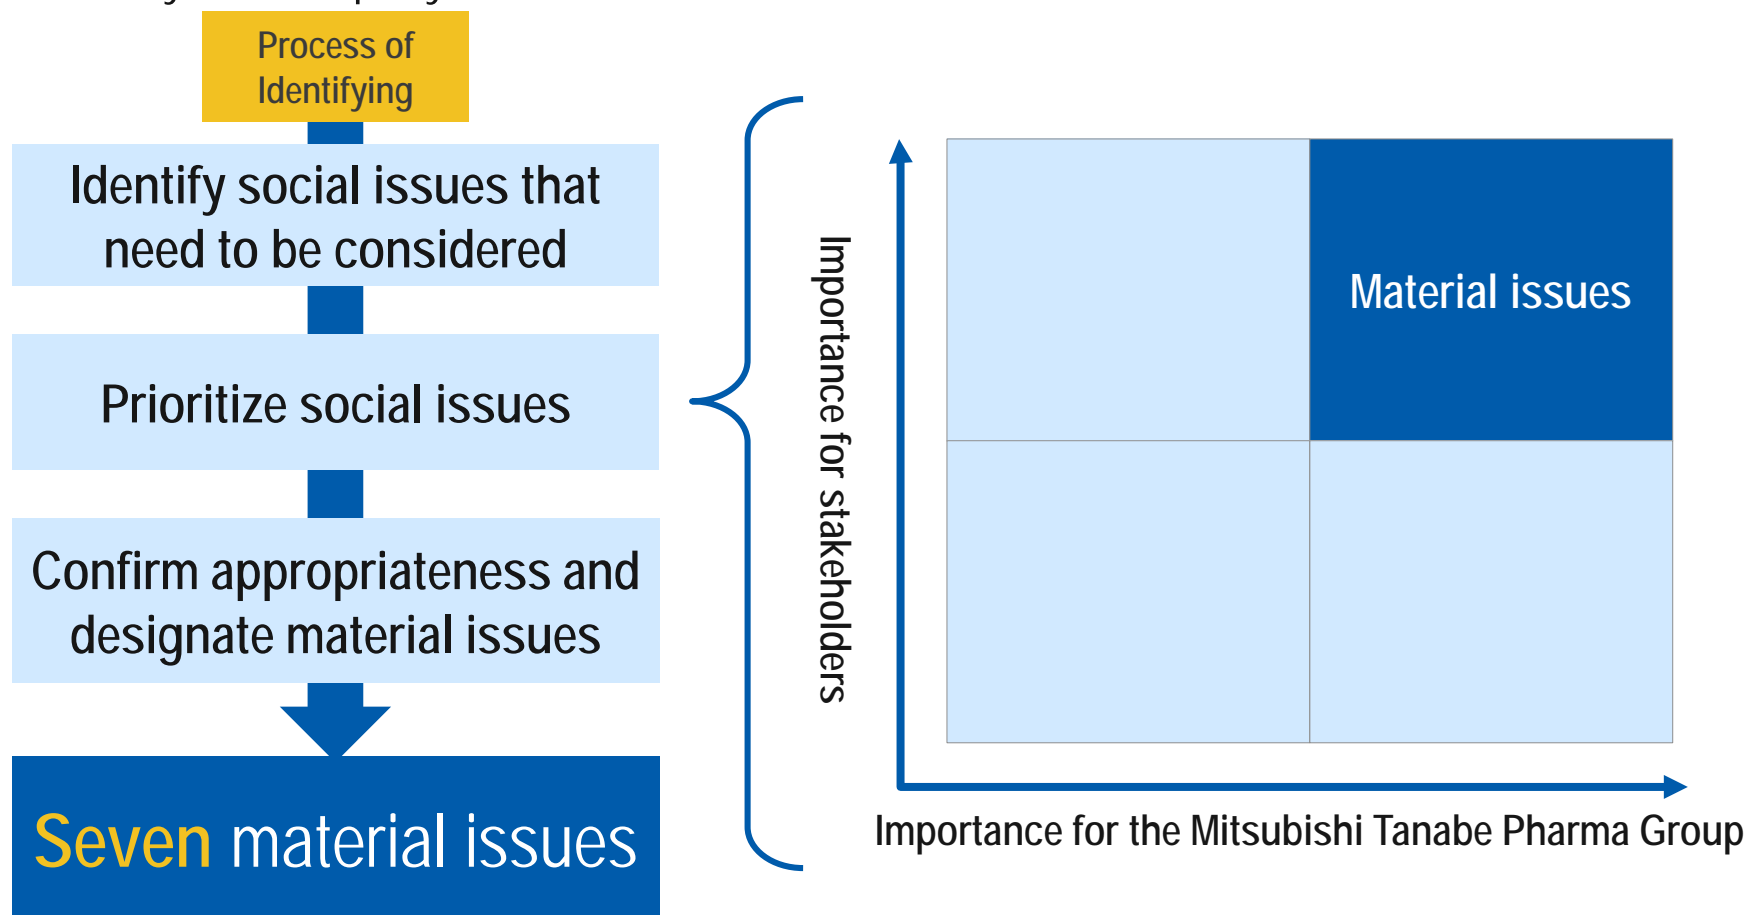 Process of
Identifying
Identify social issues that
need to be considered
Prioritize social issues
Confirm appropriateness and
designate material issues
Seven material issues
Importance for stakeholders
Material issues
Importance for the Mitsubishi Tanabe Pharma Group